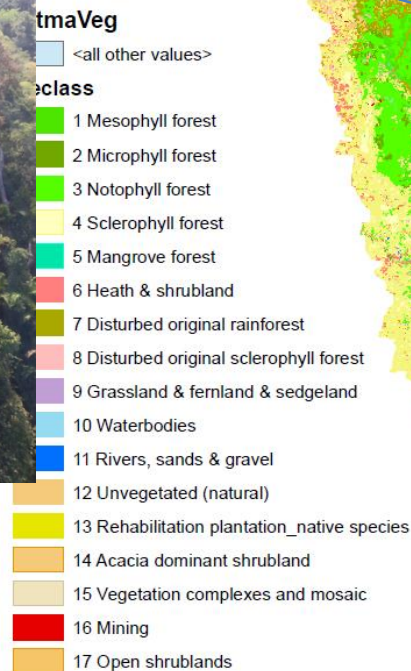 tmaVeg
<all other values>
eclass
1 Mesophyll forest
2 Microphyll forest
3 Notophyll forest
4 Sclerophyll forest
5 Mangrove forest
6 Heath & shrubland
7 Disturbed original rainforest
8 Disturbed original sclerophyll forest
9 Grassland & fernland & sedgeland
10 Waterbodies
11 Rivers, sands & gravel
12 Unvegetated (natural)
13 Rehabilitation plantation_native species
14 Acacia dominant shrubland
15 Vegetation complexes and mosaic
16 Mining
17 Open shrublands